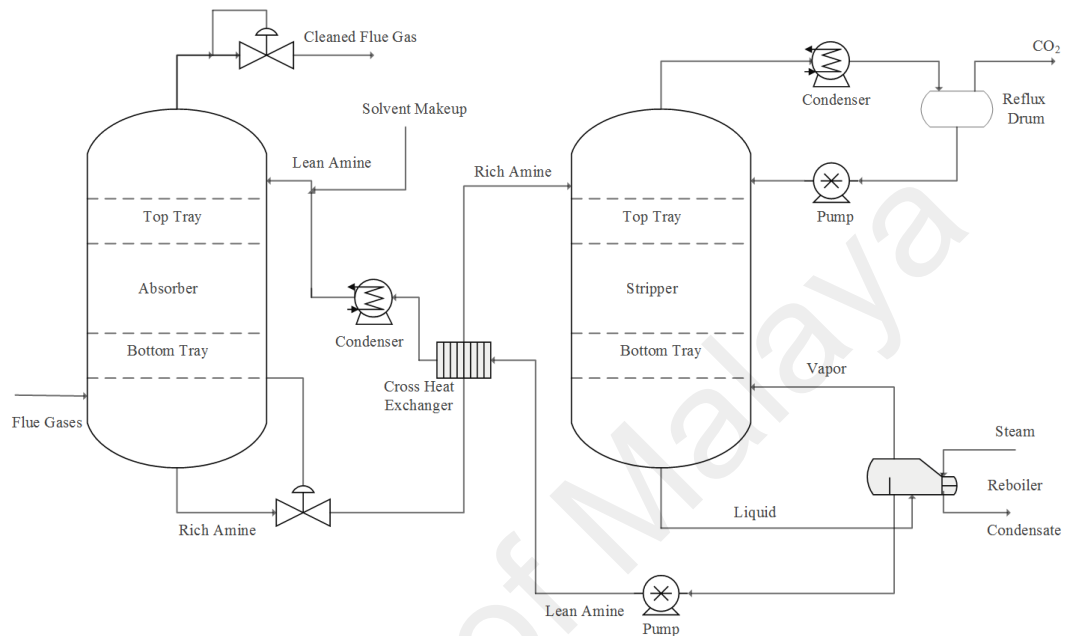 Cleaned Flue Gas
CO₂
Condenser
Reflux
Drum
Solvent Makeup
Lean Amine
Rich Amine
Pump
Top Tray
Top Tray
Absorber
Stripper
Condenser
Bottom Tray
Bottom Tray
Cross Heat
Exchanger
Vapor
Flue Gases
Steam
Reboiler
Rich Amine
Liquid
Condensate
Lean Amine
Pump
of Malaya